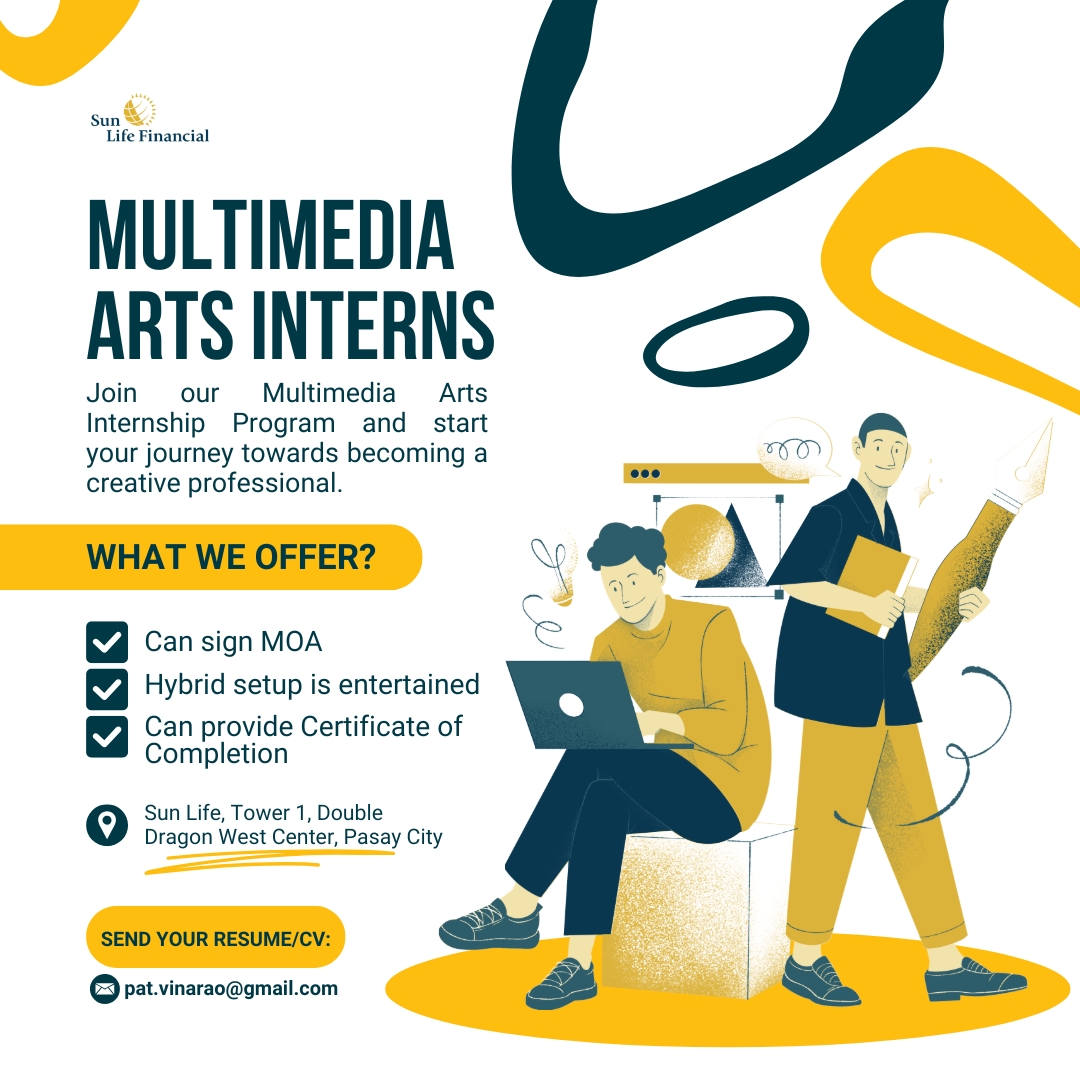 Sun
Life Financial
MULTIMEDIA
ARTS INTERNS
Join our Multimedia Arts
Internship Program and start
your journey towards becoming a
creative professional.
WHAT WE OFFER?
Can sign MOA
Hybrid setup is entertained
Can provide Certificate of
Completion
Sun Life, Tower 1, Double
Dragon West Center, Pasay City
SEND YOUR RESUME/CV:
pat.vinarao@gmail.com